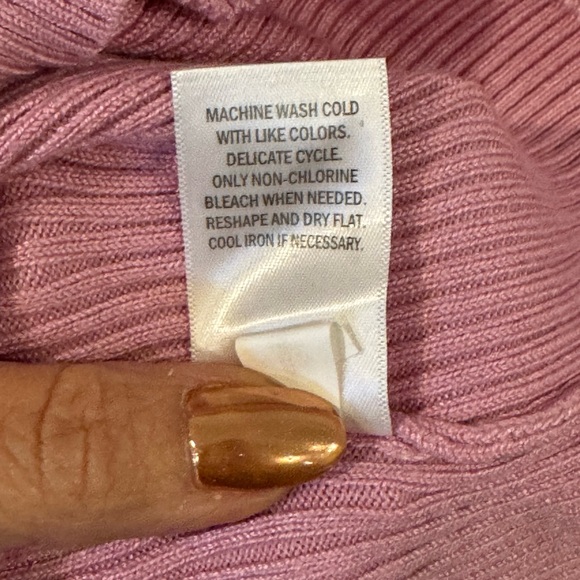 MACHINE WASH COLD
WITH LIKE COLORS.
DELICATE CYCLE.
ONLY NON-CHLORINE
BLEACH WHEN NEEDED.
RESHAPE AND DRY FLAT.
COOL IRON IF NECESSARY.